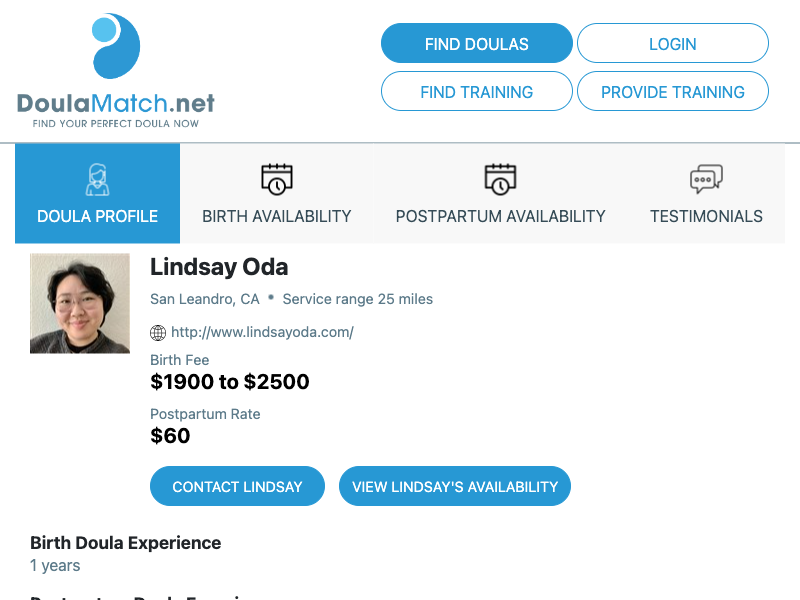 FIND DOULAS
LOGIN
FIND TRAINING
PROVIDE TRAINING
DoulaMatch.net
FIND YOUR PERFECT DOULA NOW
DOULA PROFILE
BIRTH AVAILABILITY
POSTPARTUM AVAILABILITY
TESTIMONIALS
Lindsay Oda
San Leandro, CA • Service range 25 miles
http://www.lindsayoda.com/
Birth Fee
$1900 to $2500
Postpartum Rate
$60
CONTACT LINDSAY
VIEW LINDSAY'S AVAILABILITY
Birth Doula Experience
1 years